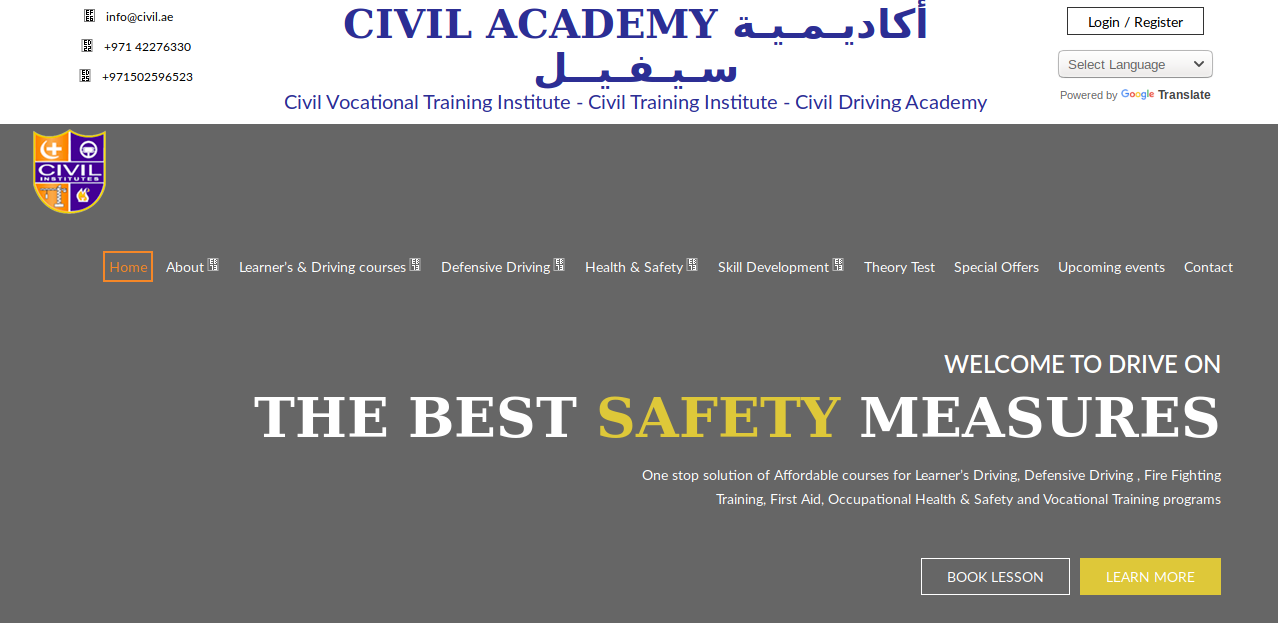 info@civil.ae
+971 42276330
+971502596523
CIVIL ACADEMY أكاديـمـيـة
سـيـفـيــل
Civil Vocational Training Institute - Civil Training Institute - Civil Driving Academy
Login / Register
Select Language
Powered by Google Translate
CIVIL
INSTITUTES
Home About Learner's & Driving courses Defensive Driving Health & Safety Skill Development Theory Test Special Offers Upcoming events Contact
WELCOME TO DRIVE ON
THE BEST SAFETY MEASURES
One stop solution of Affordable courses for Learner's Driving, Defensive Driving , Fire Fighting
Training, First Aid, Occupational Health & Safety and Vocational Training programs
BOOK LESSON LEARN MORE